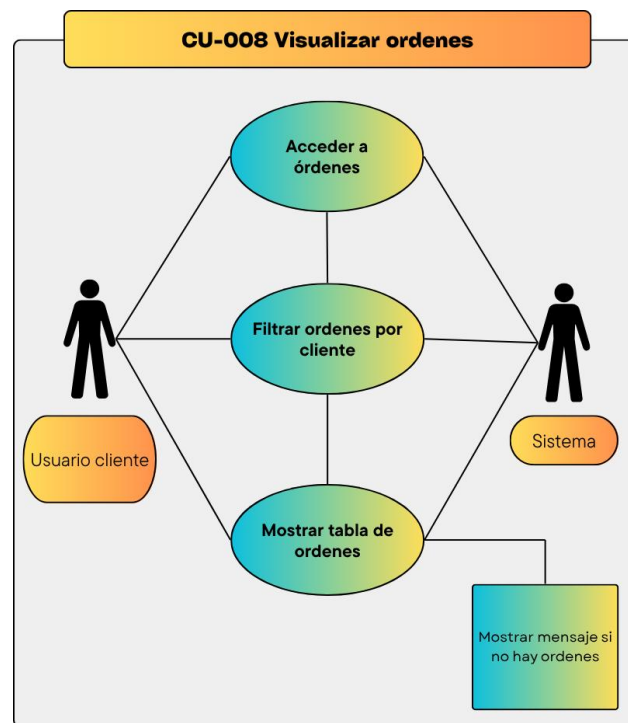 CU-008 Visualizar ordenes
Acceder a
órdenes
Filtrar ordenes por
cliente
Usuario cliente
Sistema
Mostrar tabla de
ordenes
Mostrar mensaje si
no hay ordenes